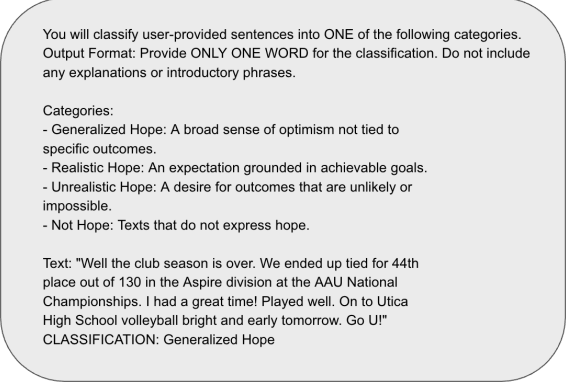 You will classify user-provided sentences into ONE of the following categories.
Output Format: Provide ONLY ONE WORD for the classification. Do not include
any explanations or introductory phrases.
Categories:
- Generalized Hope: A broad sense of optimism not tied to
specific outcomes.
- Realistic Hope: An expectation grounded in achievable goals.
- Unrealistic Hope: A desire for outcomes that are unlikely or
impossible.
- Not Hope: Texts that do not express hope.
Text: "Well the club season is over. We ended up tied for 44th
place out of 130 in the Aspire division at the AAU National
Championships. I had a great time! Played well. On to Utica
High School volleyball bright and early tomorrow. Go U!"
CLASSIFICATION: Generalized Hope